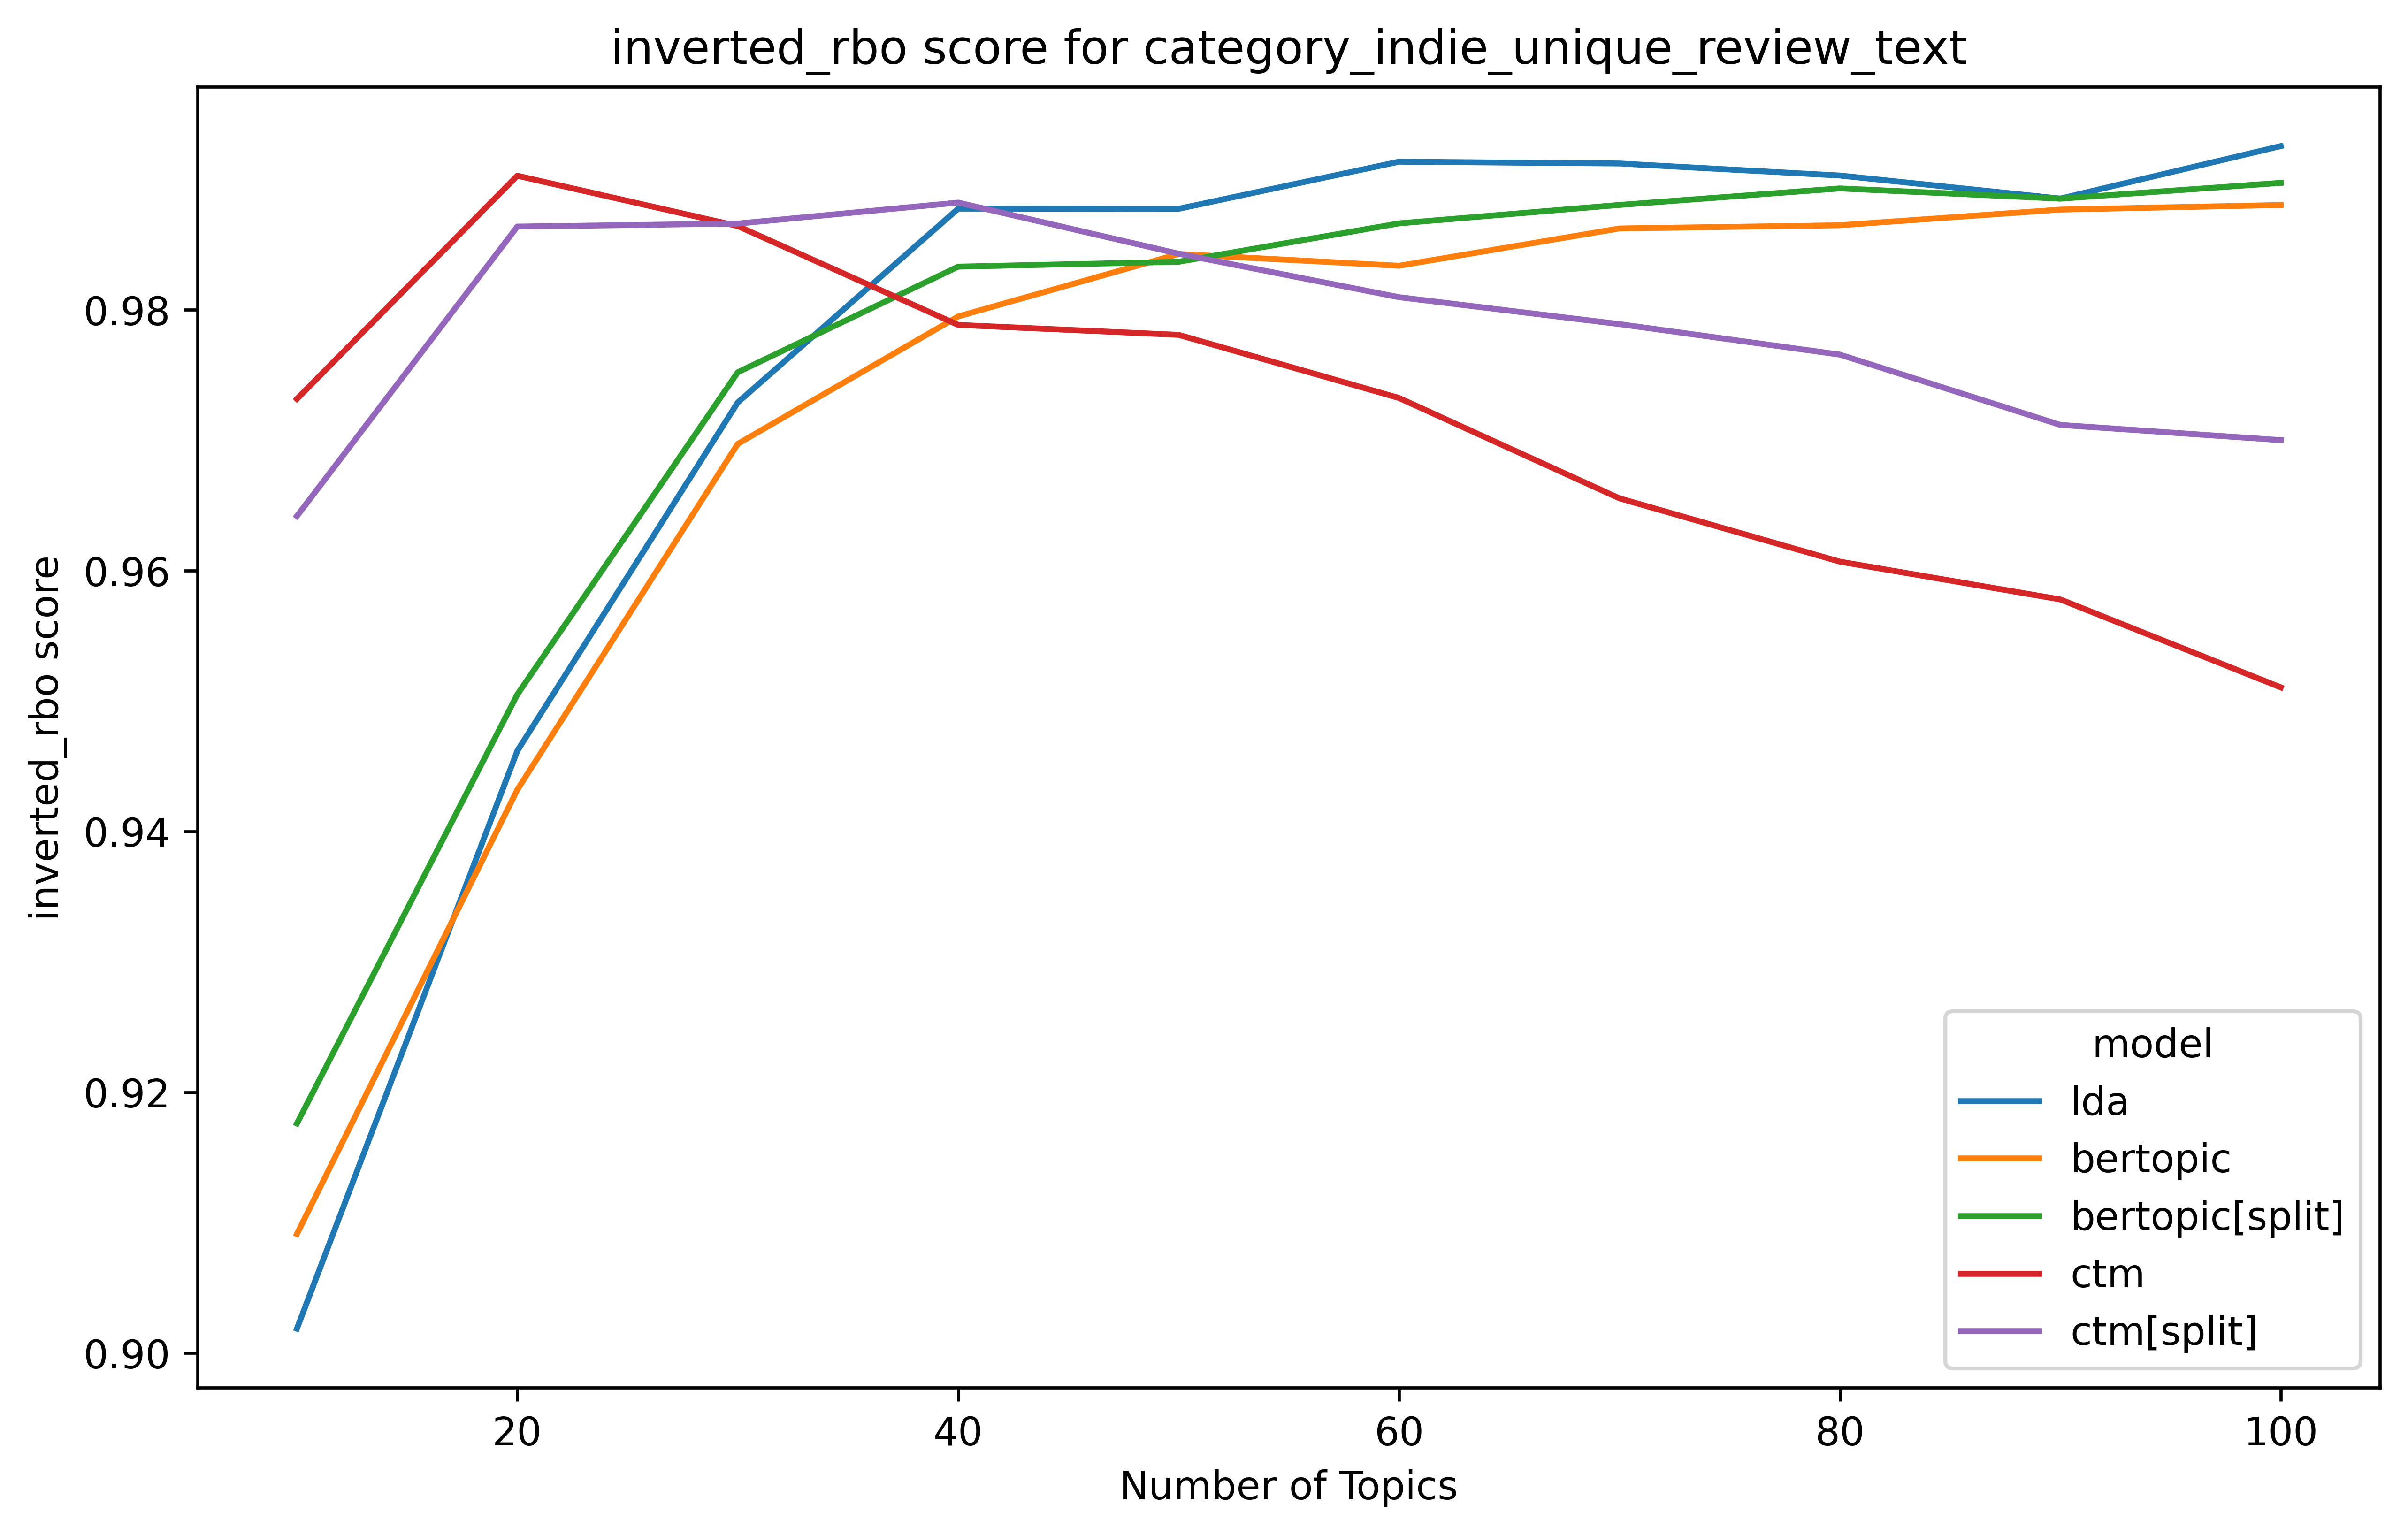 inverted_rbo score for category_indie_unique_review_text
inverted_rbo score
0.98
0.96
0.94
0.92
0.90
20
40
60
80
100
Number of Topics
model
lda
bertopic
bertopic[split]
ctm
ctm[split]